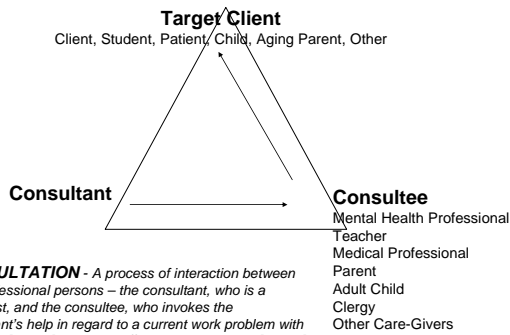 Target Client
Client, Student, Patient, Child, Aging Parent, Other
Consultant
Consultee
Mental Health Professional
Teacher
Medical Professional
Parent
Adult Child
Clergy
Other Care-Givers
ULTATION - A process of interaction between
essional persons – the consultant, who is a
st, and the consultee, who invokes the
nt's help in regard to a current work problem with